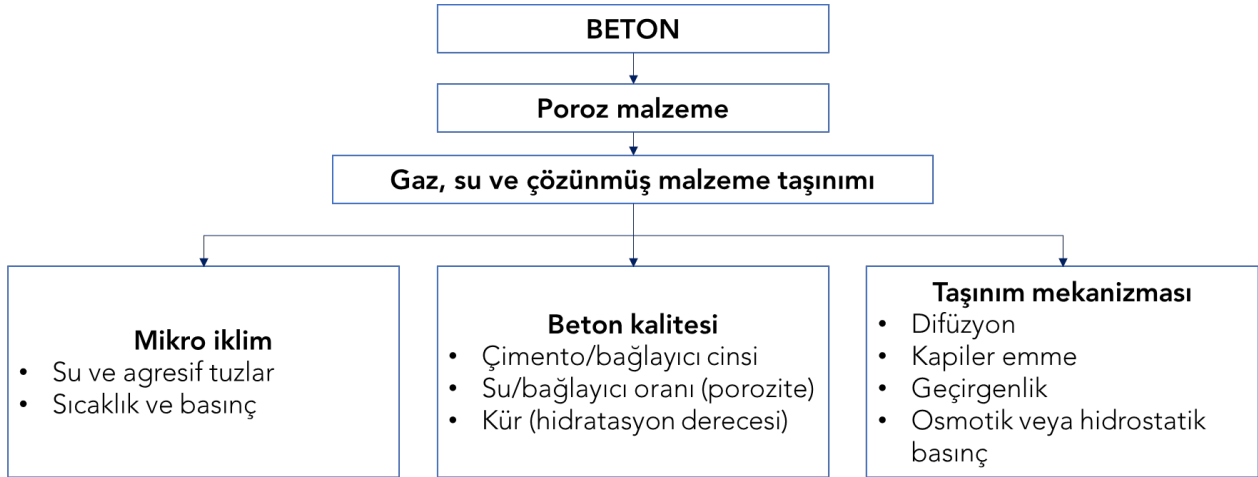 BETON
Poroz malzeme
Gaz, su ve çözünmüş malzeme taşınımı
Mikro iklim
• Su ve agresif tuzlar
• Sıcaklık ve basınç
Beton kalitesi
• Çimento/bağlayıcı cinsi
• Su/bağlayıcı oranı (porozite)
• Kür (hidratasyon derecesi)
Taşınım mekanizması
• Difüzyon
• Kapiler emme
• Geçirgenlik
• Osmotik veya hidrostatik
basınç